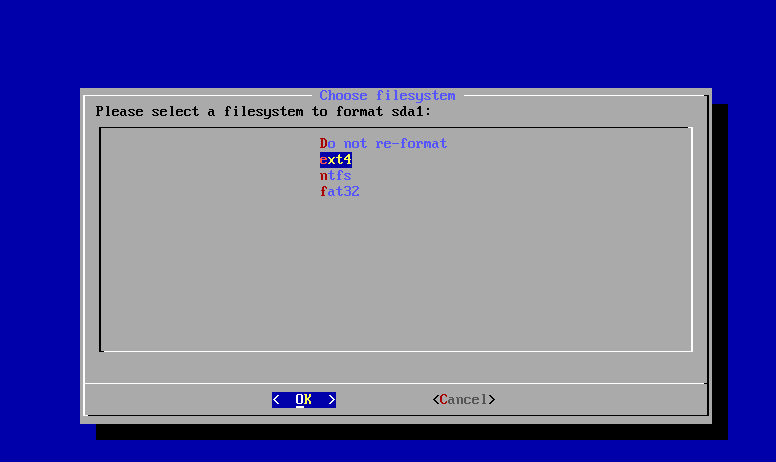 Choose filesystem
Please select a filesystem to format sda1:
Do not re-format
ext4
ntfs
fat32
< OK > <Cancel>